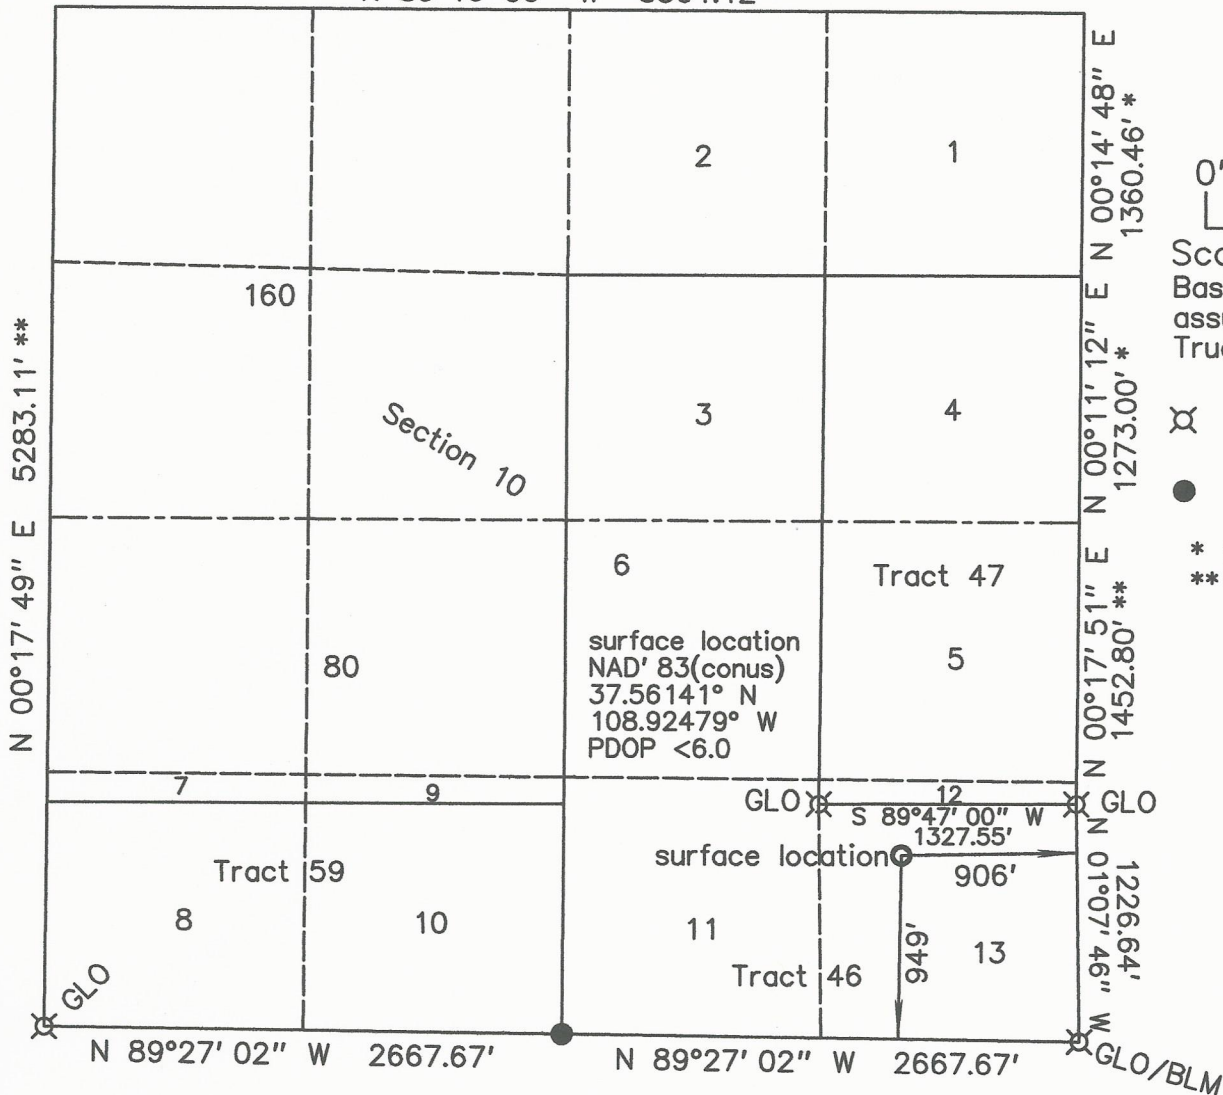 2
1
N 00°14' 48" E
1360.46' *
160
3
4
N 00°11' 12" E
1273.00' *
Section 10
N 00°17' 49" E 5283.11' **
0'
*
**
6
Tract 47
surface location
NAD' 83(conus)
37.56141° N
108.92479° W
PDOP <6.0
80
5
N 00°17' 51" E
1452.80' **
7
9
12
GLO
GLO
S 89°47' 00" W
1327.55'
surface location
906'
Tract 59
8
10
11
Tract 46
949'
13
N 01°07' 46" W
1226.64'
GLO
GLO/BLM
N 89°27' 02" W 2667.67'
N 89°27' 02" W 2667.67'